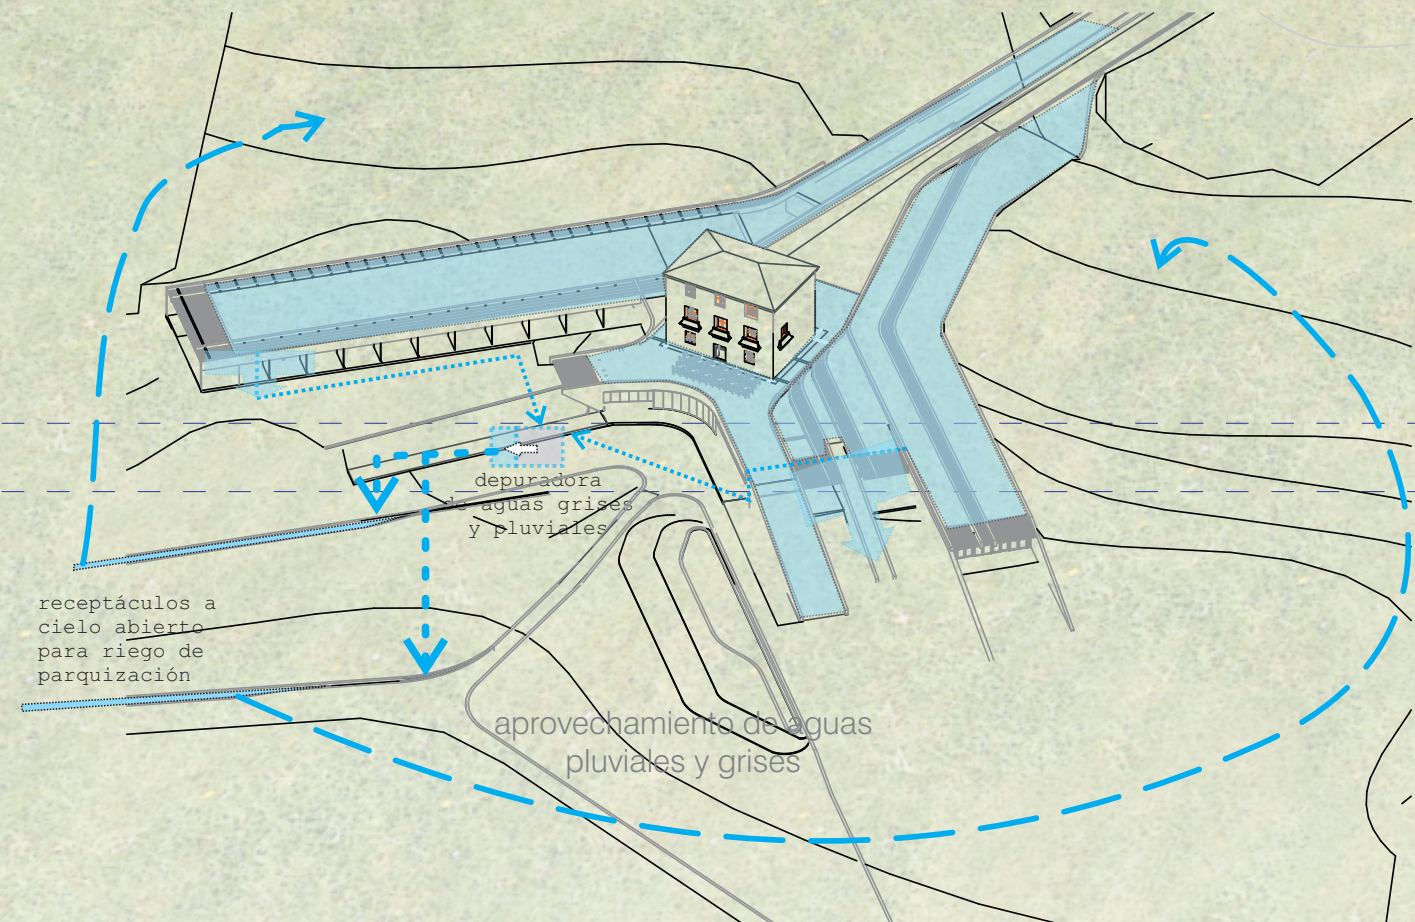 depuradora
de aguas grises
y pluviales
receptáculos a
cielo abierto
para riego de
parquización
aprovechamiento de aguas
pluviales y grises